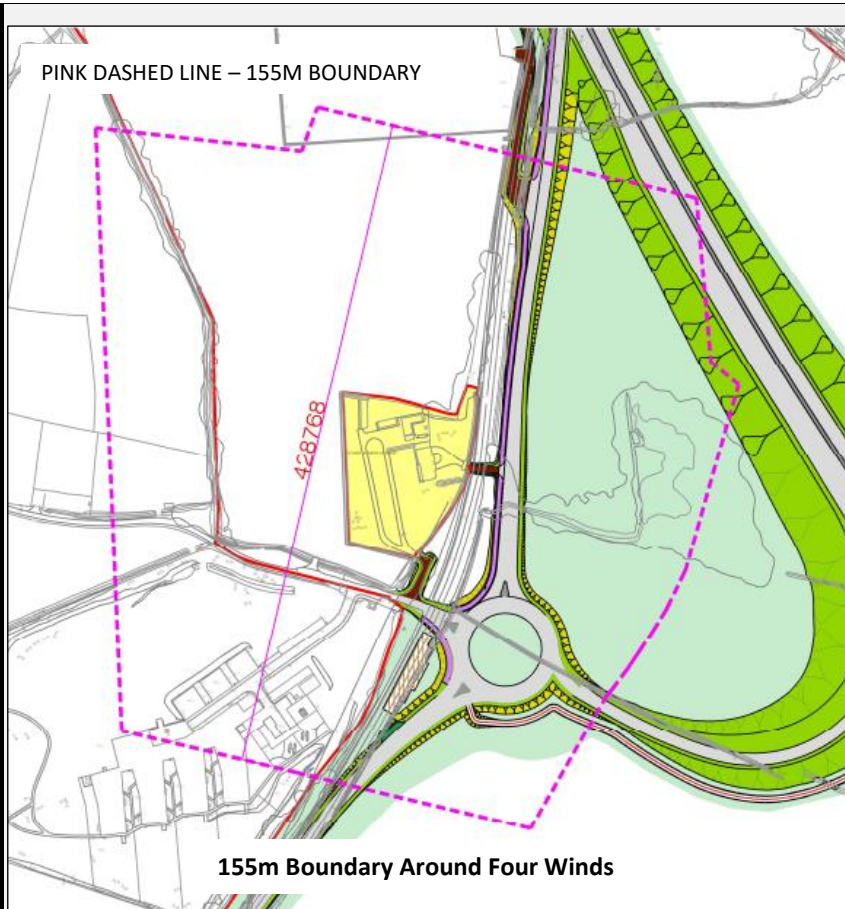 PINK DASHED LINE – 155M BOUNDARY
428768
155m Boundary Around Four Winds